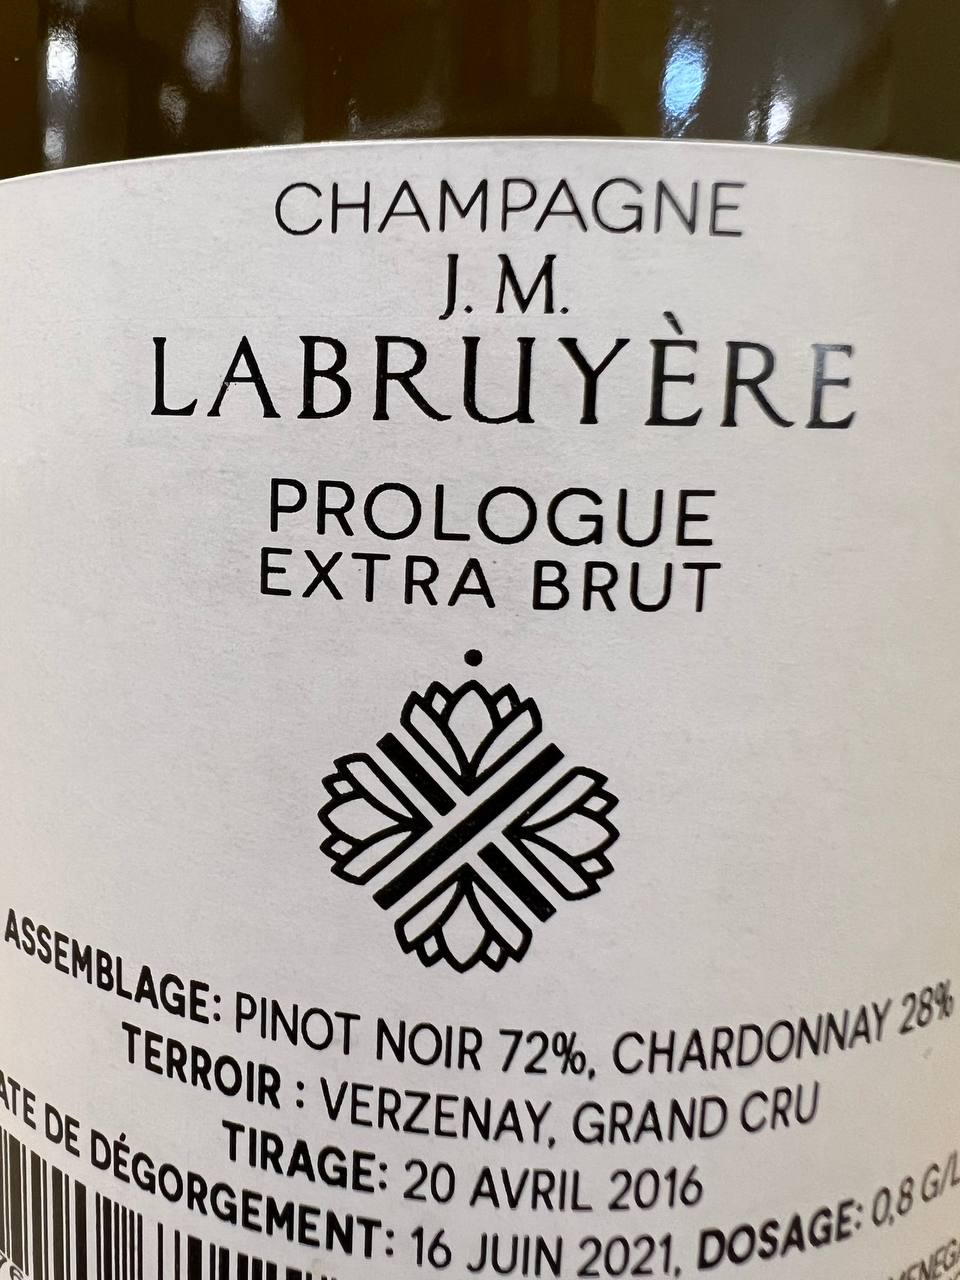 CHAMPAGNE
J. M.
LABRUYÈRE
PROLOGUE
EXTRA BRUT
ASSEMBLAGE: PINOT NOIR 72%, CHARDONNAY 28%
TERROIR : VERZENAY, GRAND CRU
TIRAGE: 20 AVRIL 2016
ATE DE DÉGORGEMENT: 16 JUIN 2021, DOSAGE: 0,8 G/L